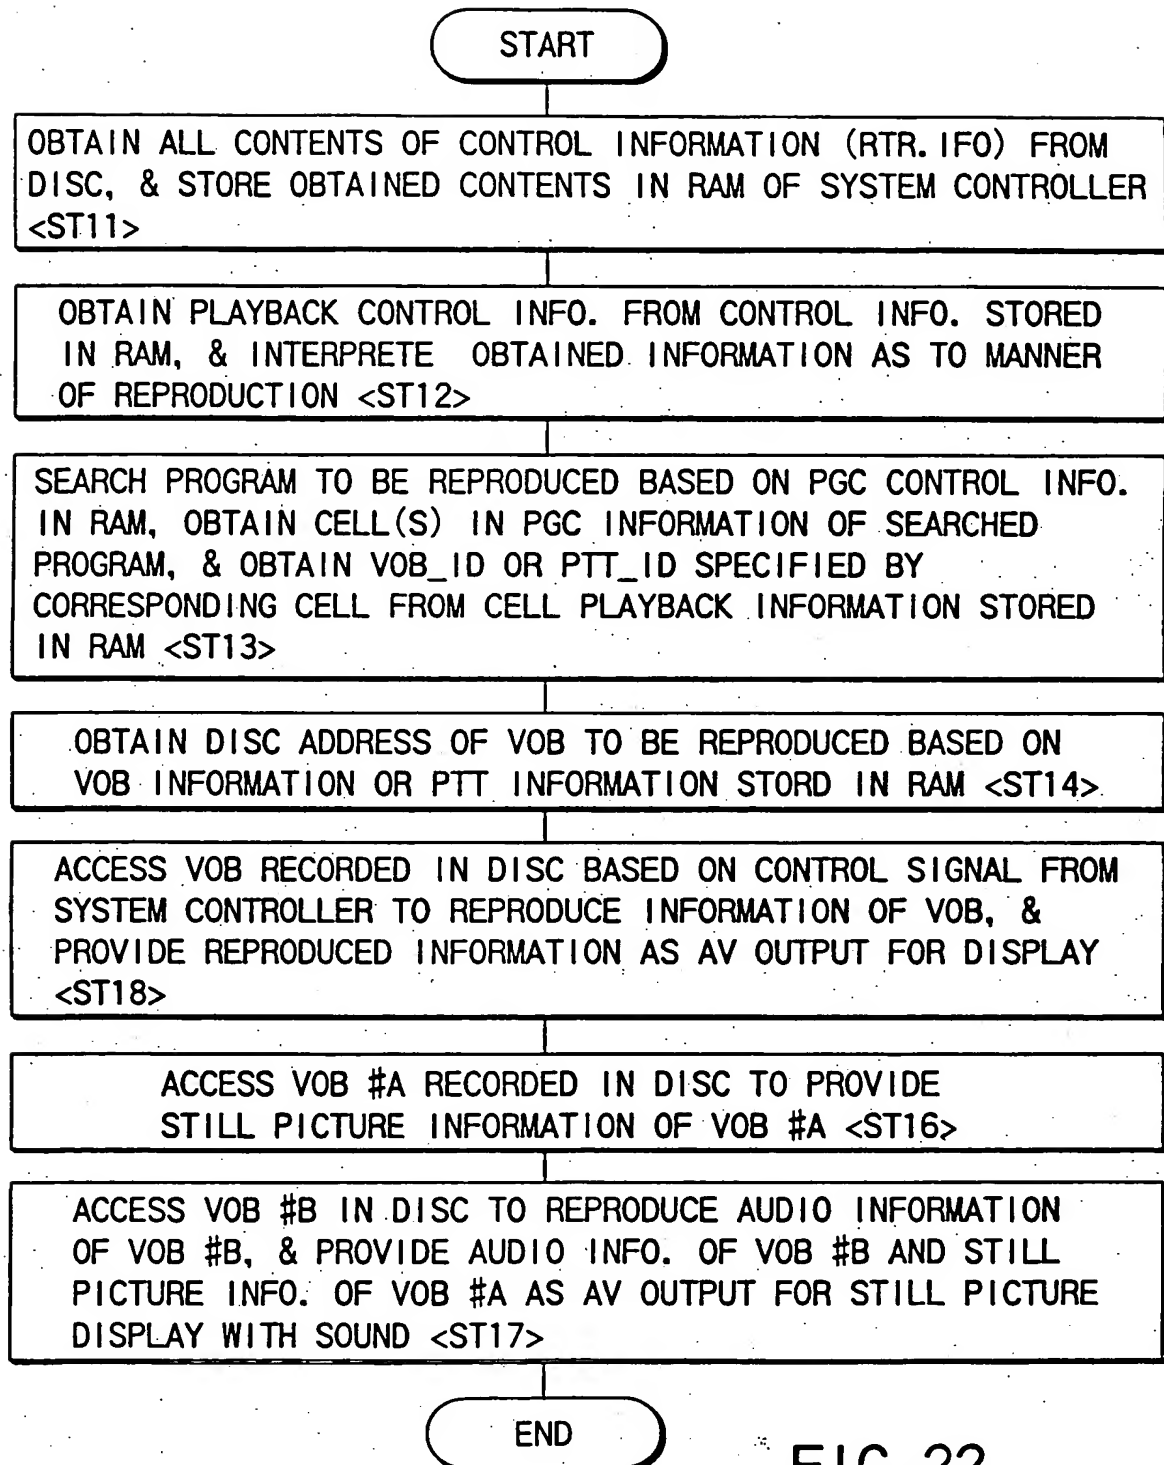 START
OBTAIN ALL CONTENTS OF CONTROL INFORMATION (RTR.IFO) FROM
DISC, & STORE OBTAINED CONTENTS IN RAM OF SYSTEM CONTROLLER
<ST11>
OBTAIN PLAYBACK CONTROL INFO. FROM CONTROL INFO. STORED
IN RAM, & INTERPRETE OBTAINED INFORMATION AS TO MANNER
OF REPRODUCTION <ST12>
SEARCH PROGRAM TO BE REPRODUCED BASED ON PGC CONTROL INFO.
IN RAM, OBTAIN CELL(S) IN PGC INFORMATION OF SEARCHED
PROGRAM, & OBTAIN VOB_ID OR PTT_ID SPECIFIED BY
CORRESPONDING CELL FROM CELL PLAYBACK INFORMATION STORED
IN RAM <ST13>
OBTAIN DISC ADDRESS OF VOB TO BE REPRODUCED BASED ON
VOB INFORMATION OR PTT INFORMATION STORD IN RAM <ST14>
ACCESS VOB RECORDED IN DISC BASED ON CONTROL SIGNAL FROM
SYSTEM CONTROLLER TO REPRODUCE INFORMATION OF VOB, &
PROVIDE REPRODUCED INFORMATION AS AV OUTPUT FOR DISPLAY
<ST18>
ACCESS VOB #A RECORDED IN DISC TO PROVIDE
STILL PICTURE INFORMATION OF VOB #A <ST16>
ACCESS VOB #B IN DISC TO REPRODUCE AUDIO INFORMATION
OF VOB #B, & PROVIDE AUDIO INFO. OF VOB #B AND STILL
PICTURE INFO. OF VOB #A AS AV OUTPUT FOR STILL PICTURE
DISPLAY WITH SOUND <ST17>
END
FIG. 22